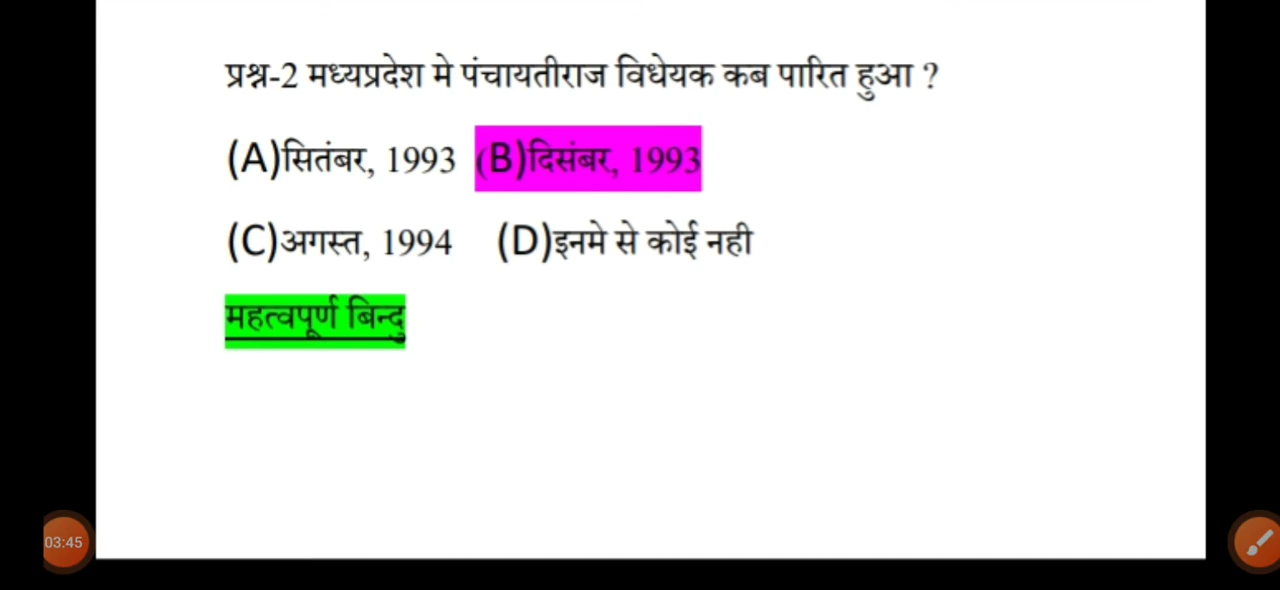 प्रश्न-2 मध्यप्रदेश मे पंचायतीराज विधेयक कब पारित हुआ ?
(A)सितंबर, 1993 (B)दिसंबर, 1993
(C)अगस्त, 1994 (D)इनमे से कोई नही
महत्वपूर्ण बिन्दु
03:45